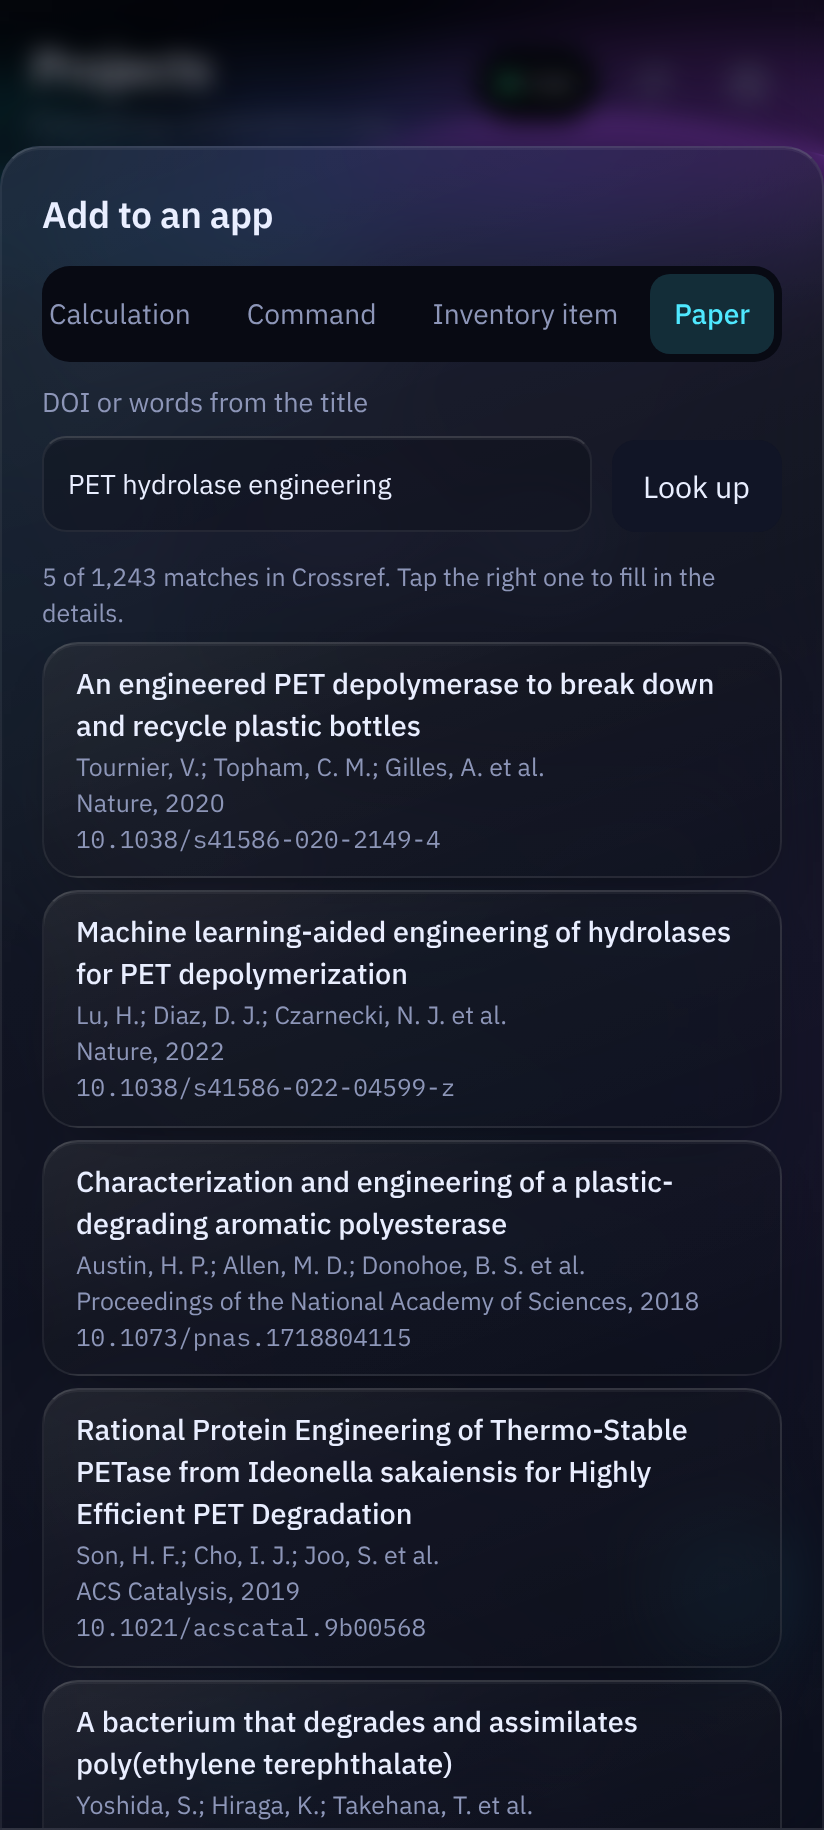 Projects
Add to an app
Calculation
Command
Inventory item
Paper
DOI or words from the title
PET hydrolase engineering
Look up
5 of 1,243 matches in Crossref. Tap the right one to fill in the
details.
An engineered PET depolymerase to break down
and recycle plastic bottles
Tournier, V.; Topham, C. M.; Gilles, A. et al.
Nature, 2020
10.1038/s41586-020-2149-4
Machine learning-aided engineering of hydrolases
for PET depolymerization
Lu, H.; Diaz, D. J.; Czarnecki, N. J. et al.
Nature, 2022
10.1038/s41586-022-04599-z
Characterization and engineering of a plastic-
degrading aromatic polyesterase
Austin, H. P.; Allen, M. D.; Donohoe, B. S. et al.
Proceedings of the National Academy of Sciences, 2018
10.1073/pnas.1718804115
Rational Protein Engineering of Thermo-Stable
PETase from Ideonella sakaiensis for Highly
Efficient PET Degradation
Son, H. F.; Cho, I. J.; Joo, S. et al.
ACS Catalysis, 2019
10.1021/acscatal.9b00568
A bacterium that degrades and assimilates
poly(ethylene terephthalate)
Yoshida, S.; Hiraga, K.; Takehana, T. et al.